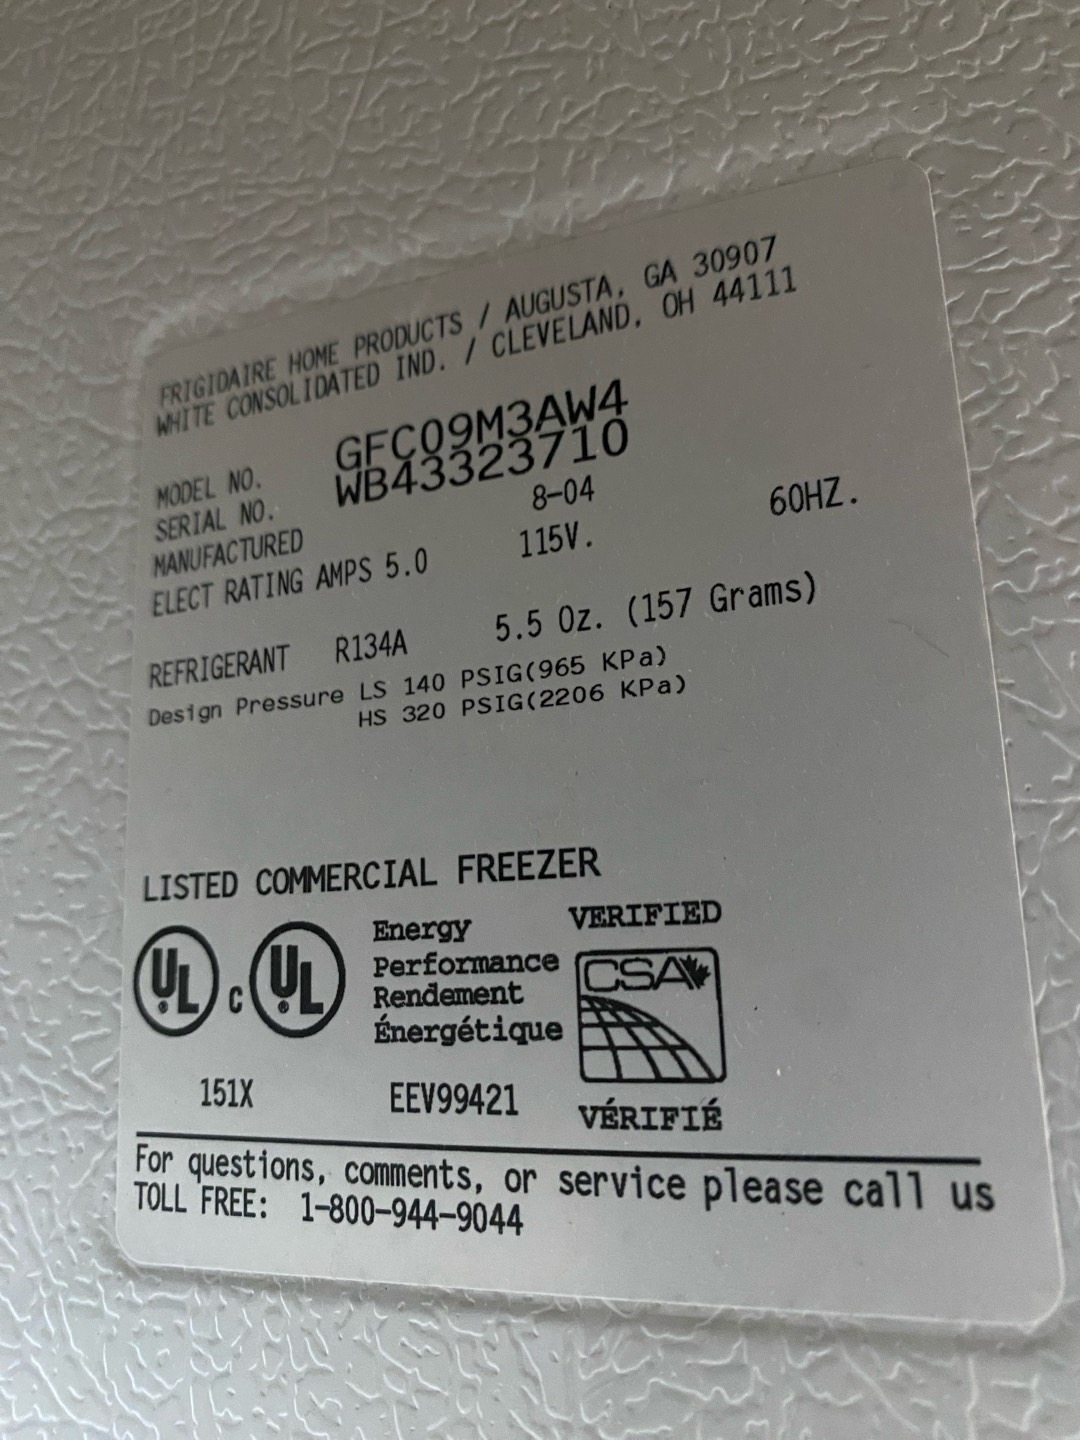 FRIGIDAIRE HOME PRODUCTS / AUGUSTA, GA 30907
WHITE CONSOLIDATED IND. / CLEVELAND, OH 44111
MODEL NO. GFC09M3AW4
SERIAL NO. WB43323710
MANUFACTURED 8-04
ELECT RATING AMPS 5.0 115V. 60HZ.
REFRIGERANT R134A 5.5 Oz. (157 Grams)
Design Pressure LS 140 PSIG(965 KPa)
HS 320 PSIG(2206 KPa)
LISTED COMMERCIAL FREEZER
UL ® C UL ®
151X
Energy
Performance
Rendement
Énergétique
EEV99421
VERIFIED
CSA
VÉRIFIÉ
For questions, comments, or service please call us
TOLL FREE: 1-800-944-9044